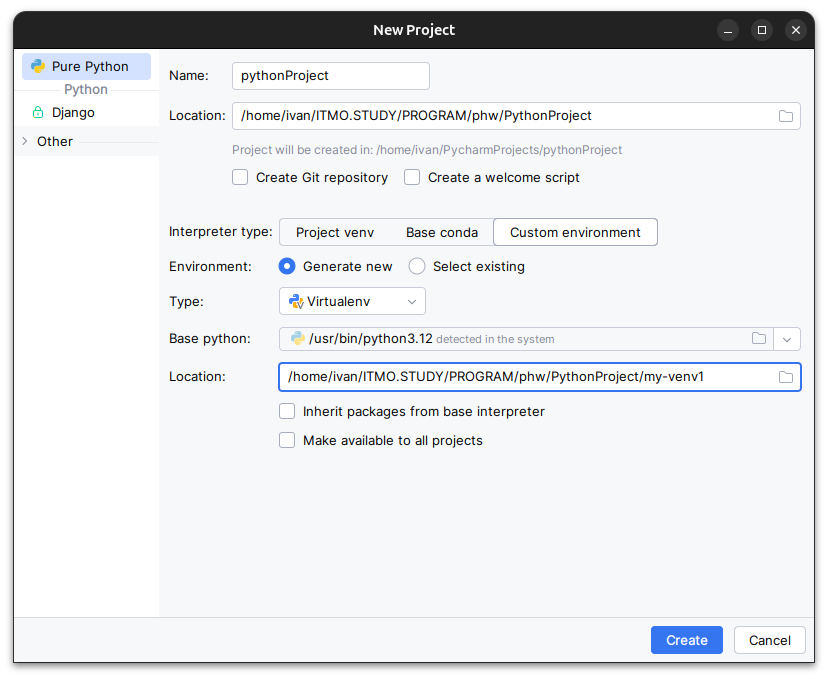 New Project
Pure Python
Python
Django
Other
Name: pythonProject
Location: /home/ivan/ITMO.STUDY/PROGRAM/phw/PythonProject
Project will be created in: /home/ivan/PycharmProjects/pythonProject
Create Git repository Create a welcome script
Interpreter type: Project venv Base conda Custom environment
Environment: Generate new Select existing
Type: Virtualenv
Base python: /usr/bin/python3.12 detected in the system
Location: /home/ivan/ITMO.STUDY/PROGRAM/phw/PythonProject/my-venv1
Inherit packages from base interpreter
Make available to all projects
Create Cancel